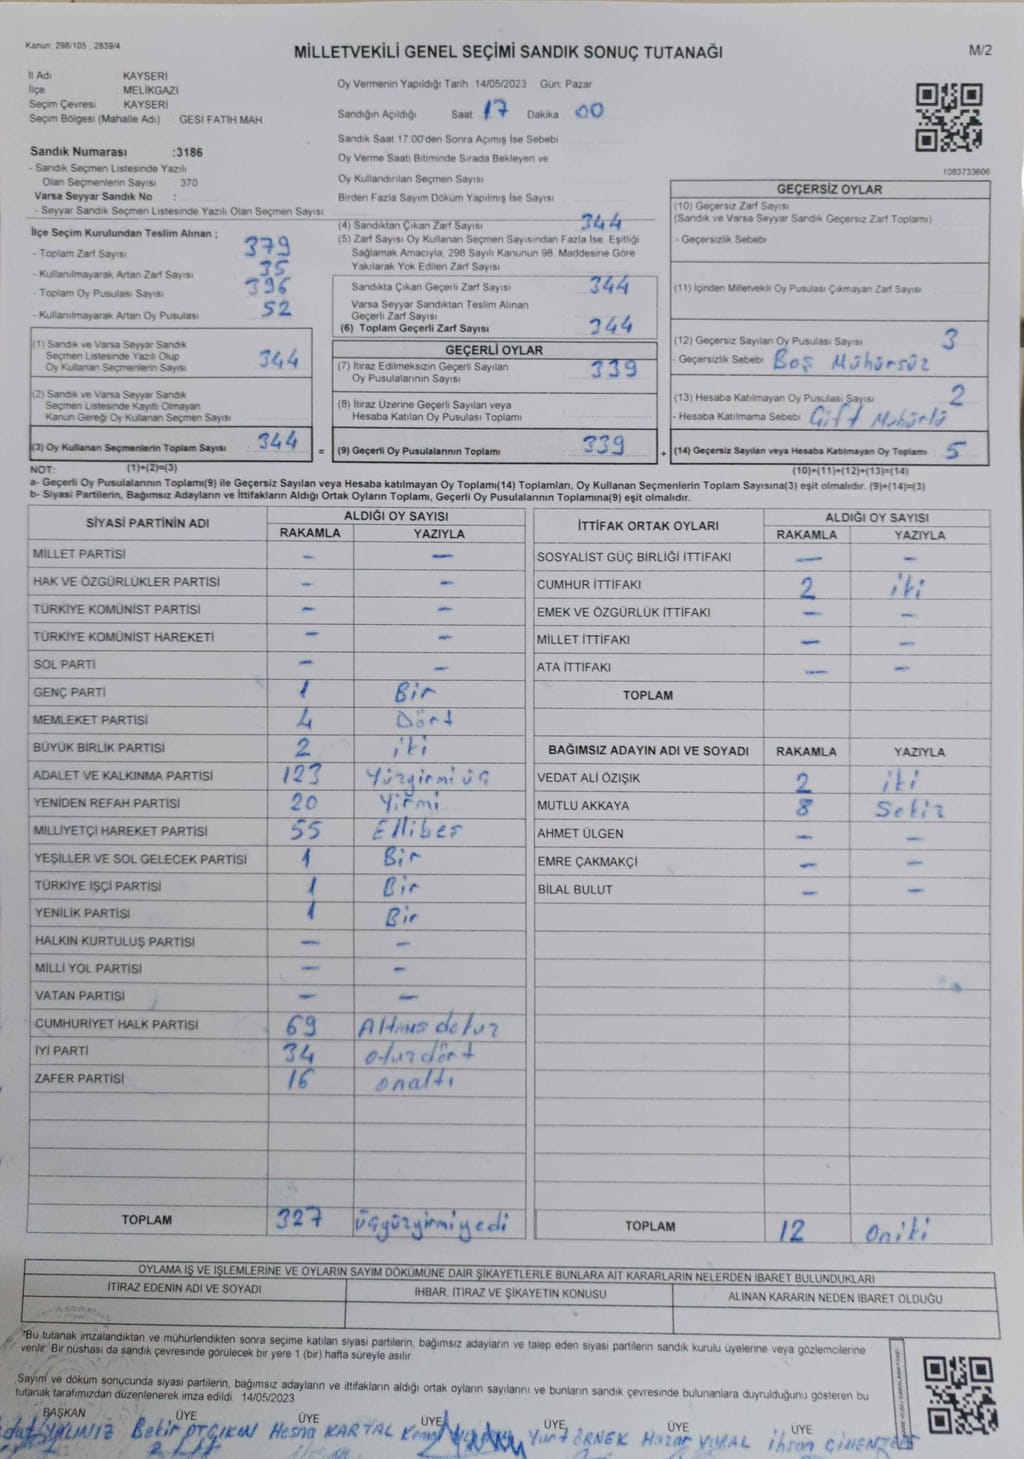 Kanun: 298/105 , 2839/4
MİLLETVEKİLİ GENEL SEÇİMİ SANDIK SONUÇ TUTANAĞI
M/2
İl Adı : KAYSERİ
İlçe : MELİKGAZİ
Seçim Çevresi : KAYSERİ
Seçim Bölgesi (Mahalle Adı) : GESİ FATİH MAH
Sandık Numarası :3186
- Sandık Seçmen Listesinde Yazılı
Olan Seçmenlerin Sayısı : 370
Varsa Seyyar Sandık No :
- Seyyar Sandık Seçmen Listesinde Yazılı Olan Seçmen Sayısı:
İlçe Seçim Kurulundan Teslim Alınan ;
- Toplam Zarf Sayısı : 379
- Kullanılmayarak Artan Zarf Sayısı : 35
- Toplam Oy Pusulası Sayısı : 396
- Kullanılmayarak Artan Oy Pusulası : 52
(1) Sandık ve Varsa Seyyar Sandık
Seçmen Listesinde Yazılı Olup
Oy Kullanan Seçmenlerin Sayısı : 344
(2) Sandık ve Varsa Seyyar Sandık
Seçmen Listesinde Kayıtlı Olmayan
Kanun Gereği Oy Kullanan Seçmen Sayısı :
(3) Oy Kullanan Seçmenlerin Toplam Sayısı : 344
Oy Vermenin Yapıldığı Tarih : 14/05/2023 Gün: Pazar
Sandığın Açıldığı Saat 17 Dakika 00
Sandık Saat 17:00'den Sonra Açımış İse Sebebi :
Oy Verme Saati Bitiminde Sırada Bekleyen ve
Oy Kullandırılan Seçmen Sayısı :
Birden Fazla Sayım Döküm Yapılmış İse Sayısı :
(4) Sandıktan Çıkan Zarf Sayısı : 344
(5) Zarf Sayısı Oy Kullanan Seçmen Sayısından Fazla İse, Eşitliği
Sağlamak Amacıyla, 298 Sayılı Kanunun 98. Maddesine Göre
Yakılarak Yok Edilen Zarf Sayısı :
Sandıkta Çıkan Geçerli Zarf Sayısı : 344
Varsa Seyyar Sandıktan Teslim Alınan
Geçerli Zarf Sayısı :
(6) Toplam Geçerli Zarf Sayısı : 344
GEÇERLİ OYLAR
(7) İtiraz Edilmeksizin Geçerli Sayılan
Oy Pusulalarının Sayısı : 339
(8) İtiraz Üzerine Geçerli Sayılan veya
Hesaba Katılan Oy Pusulası Toplamı :
= (9) Geçerli Oy Pusulalarının Toplamı : 339
1083733606
GEÇERSİZ OYLAR
(10) Geçersiz Zarf Sayısı :
(Sandık ve Varsa Seyyar Sandık Geçersiz Zarf Toplamı)
- Geçersizlik Sebebi :
(11) İçinden Milletvekili Oy Pusulası Çıkmayan Zarf Sayısı :
(12) Geçersiz Sayılan Oy Pusulası Sayısı : 3
- Geçersizlik Sebebi : Boş Mühürsüz
(13) Hesaba Katılmayan Oy Pusulası Sayısı : 2
- Hesaba Katılmama Sebebi : Çift Mühürlü
+ (14) Geçersiz Sayılan veya Hesaba Katılmayan Oy Toplamı : 5
NOT: (1)+(2)=(3)
(10)+(11)+(12)+(13)=(14)
a- Geçerli Oy Pusulalarının Toplamı(9) ile Geçersiz Sayılan veya Hesaba katılmayan Oy Toplamı(14) Toplamları, Oy Kullanan Seçmenlerin Toplam Sayısına(3) eşit olmalıdır. (9)+(14)=(3)
b- Siyasi Partilerin, Bağımsız Adayların ve İttifakların Aldığı Ortak Oyların Toplamı, Geçerli Oy Pusulalarının Toplamına(9) eşit olmalıdır.
SİYASİ PARTİNİN ADI ALDIĞI OY SAYISI
RAKAMLA YAZIYLA
MİLLET PARTİSİ – –
HAK VE ÖZGÜRLÜKLER PARTİSİ – –
TÜRKİYE KOMÜNİST PARTİSİ – –
TÜRKİYE KOMÜNİST HAREKETİ – –
SOL PARTİ – –
GENÇ PARTİ 1 Bir
MEMLEKET PARTİSİ 4 Dört
BÜYÜK BİRLİK PARTİSİ 2 iki
ADALET VE KALKINMA PARTİSİ 123 Yüzyirmi üç
YENİDEN REFAH PARTİSİ 20 Yirmi
MİLLİYETÇİ HAREKET PARTİSİ 55 Ellibeş
YEŞİLLER VE SOL GELECEK PARTİSİ 1 Bir
TÜRKİYE İŞÇİ PARTİSİ 1 Bir
YENİLİK PARTİSİ 1 Bir
HALKIN KURTULUŞ PARTİSİ – –
MİLLİ YOL PARTİSİ – –
VATAN PARTİSİ – –
CUMHURİYET HALK PARTİSİ 69 Altmış dokuz
İYİ PARTİ 34 otuzdört
ZAFER PARTİSİ 16 onaltı
TOPLAM 327 üçyüzyirmiyedi
İTTİFAK ORTAK OYLARI ALDIĞI OY SAYISI
RAKAMLA YAZIYLA
SOSYALİST GÜÇ BİRLİĞİ İTTİFAKI – –
CUMHUR İTTİFAKI 2 iki
EMEK VE ÖZGÜRLÜK İTTİFAKI – –
MİLLET İTTİFAKI – –
ATA İTTİFAKI – –
TOPLAM
BAĞIMSIZ ADAYIN ADI VE SOYADI RAKAMLA YAZIYLA
VEDAT ALİ ÖZIŞIK 2 iki
MUTLU AKKAYA 8 Sekiz
AHMET ÜLGEN – –
EMRE ÇAKMAKÇİ – –
BİLAL BULUT – –
TOPLAM 12 oniki
OYLAMA İŞ VE İŞLEMLERİNE VE OYLARIN SAYIM DÖKÜMÜNE DAİR ŞİKAYETLERLE BUNLARA AİT KARARLARIN NELERDEN İBARET BULUNDUKLARI
İTİRAZ EDENİN ADI VE SOYADI İHBAR, İTİRAZ VE ŞİKAYETİN KONUSU ALINAN KARARIN NEDEN İBARET OLDUĞU
*Bu tutanak imzalandıktan ve mühürlendikten sonra seçime katılan siyasi partilerin, bağımsız adayların ve talep eden siyasi partilerin sandık kurulu üyelerine veya gözlemcilerine
verilir. Bir nüshası da sandık çevresinde görülecek bir yere 1 (bir) hafta süreyle asılır.
Sayım ve döküm sonucunda siyasi partilerin, bağımsız adayların ve ittifakların aldığı ortak oyların sayılarını ve bunların sandık çevresinde bulunanlara duyrulduğunu gösteren bu
tutanak tarafımızdan düzenlenerek imza edildi. 14/05/2023
BAŞKAN ÜYE ÜYE ÜYE ÜYE ÜYE ÜYE
YALINIZ Bekir Hesna KARTAL Kemal Yurt ÖRNEK Hazar VURAL İhsan